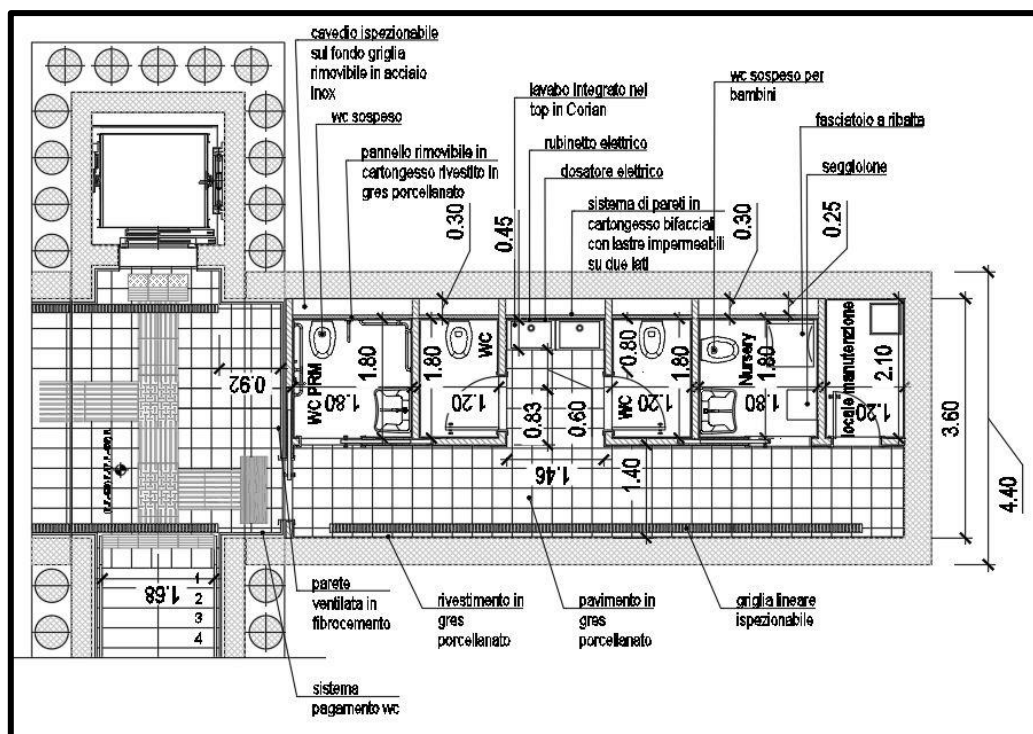 cavedio ispezionabile
sul fondo griglia
rimovibile in acciaio
inox
wc sospeso
pannello rimovibile in
cartongesso rivestito in
gres porcellanato
lavabo integrato nel
top in Corian
rubinetto elettrico
dosatore elettrico
sistema di pareti in
cartongesso bifacciali
con lastre impermeabili
su due lati
wc sospeso per
bambini
fasciatoio a ribalta
seggiolone
0.30
0.45
0.30
0.25
0.92
WC PRM
1.80
1.80
1.80
WC
1.20
0.83
0.60
0.80
WC
1.80
1.20
Nursery
1.80
1.80
locale manutenzione
2.10
1.20
1.46
1.40
3.60
4.40
1.68
1
2
3
4
parete
ventilata in
fibrocemento
rivestimento in
gres
porcellanato
pavimento in
gres
porcellanato
griglia lineare
ispezionabile
sistema
pagamento wc